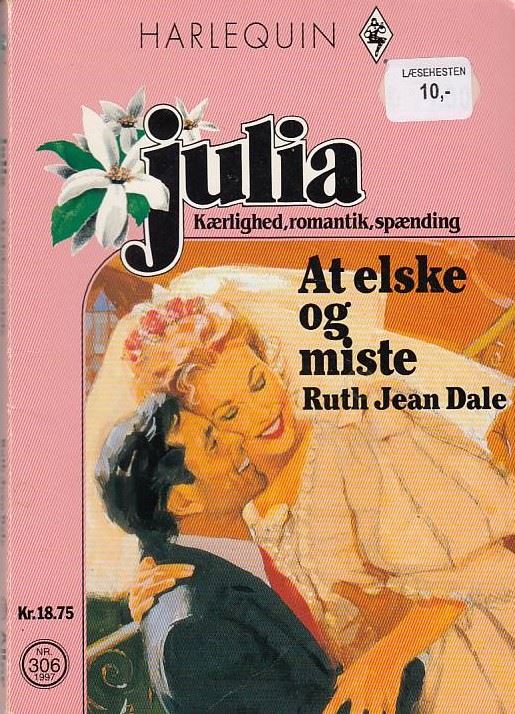 HARLEQUIN
LÆSEHESTEN
10,-
julia
Kærlighed, romantik, spænding
At elske
og
miste
Ruth Jean Dale
Kr. 18.75
NR.
306
1997